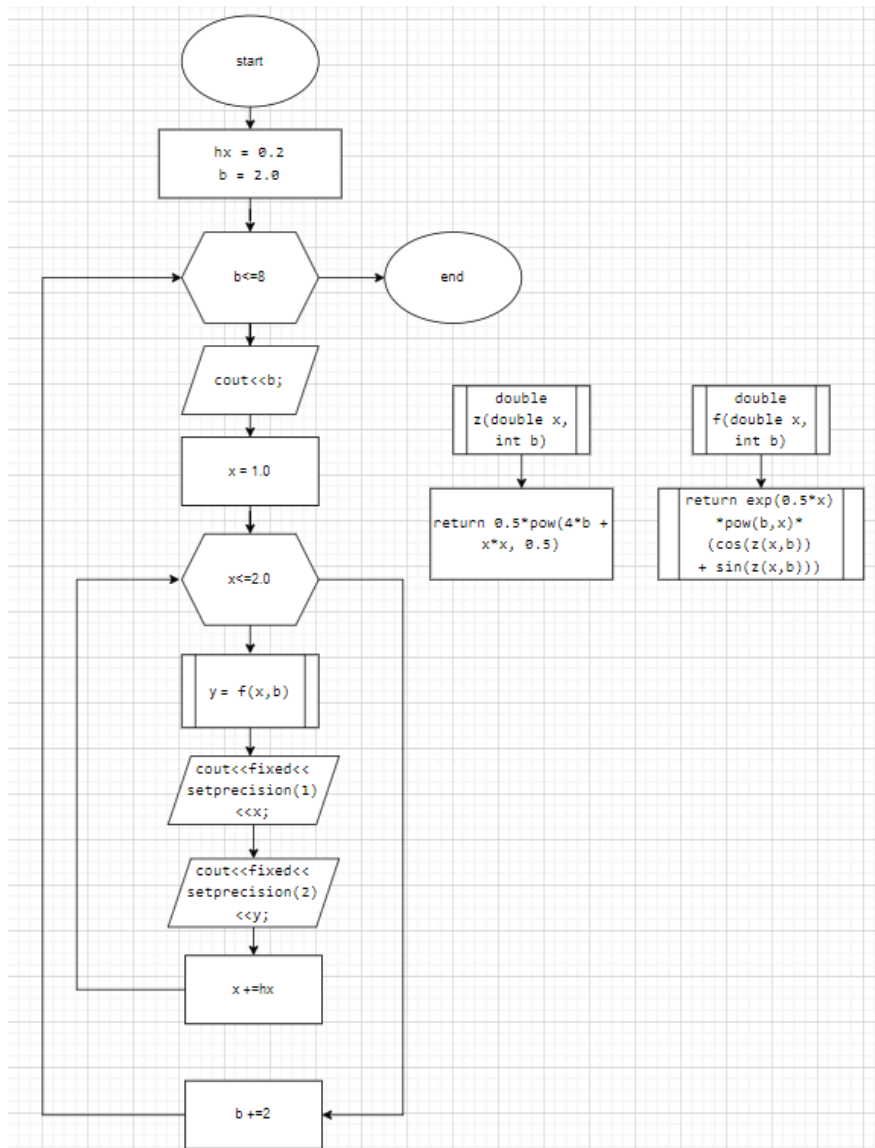 start
hx = 0.2
b = 2.0
b<=8
end
cout<<b;
x = 1.0
x<=2.0
y = f(x,b)
cout<<fixed<<
setprecision(1)
<<x;
cout<<fixed<<
setprecision(2)
<<y;
x +=hx
b +=2
double
z(double x,
int b)
return 0.5*pow(4*b +
x*x, 0.5)
double
f(double x,
int b)
return exp(0.5*x)
*pow(b,x)*
(cos(z(x,b))
+ sin(z(x,b)))